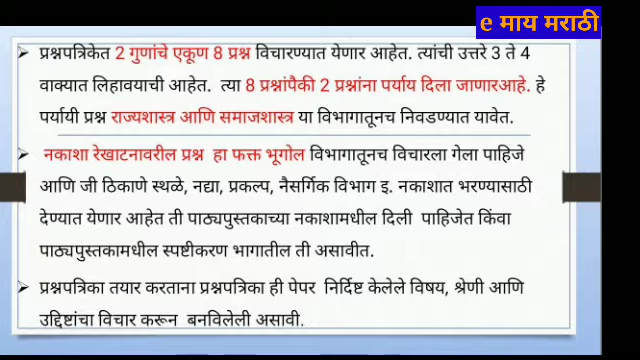 e माय मराठी
➢ प्रश्नपत्रिकेत 2 गुणांचे एकूण 8 प्रश्न विचारण्यात येणार आहेत. त्यांची उत्तरे 3 ते 4
वाक्यात लिहावयाची आहेत. त्या 8 प्रश्नांपैकी 2 प्रश्नांना पर्याय दिला जाणारआहे. हे
पर्यायी प्रश्न राज्यशास्त्र आणि समाजशास्त्र या विभागातूनच निवडण्यात यावेत.
➢ नकाशा रेखाटनावरील प्रश्न हा फक्त भूगोल विभागातूनच विचारला गेला पाहिजे
आणि जी ठिकाणे स्थळे, नद्या, प्रकल्प, नैसर्गिक विभाग इ. नकाशात भरण्यासाठी
देण्यात येणार आहेत ती पाठ्यपुस्तकाच्या नकाशामधील दिली पाहिजेत किंवा
पाठ्यपुस्तकामधील स्पष्टीकरण भागातील ती असावीत.
➢ प्रश्नपत्रिका तयार करताना प्रश्नपत्रिका ही पेपर निर्दिष्ट केलेले विषय, श्रेणी आणि
उद्दिष्टांचा विचार करून बनविलेली असावी.